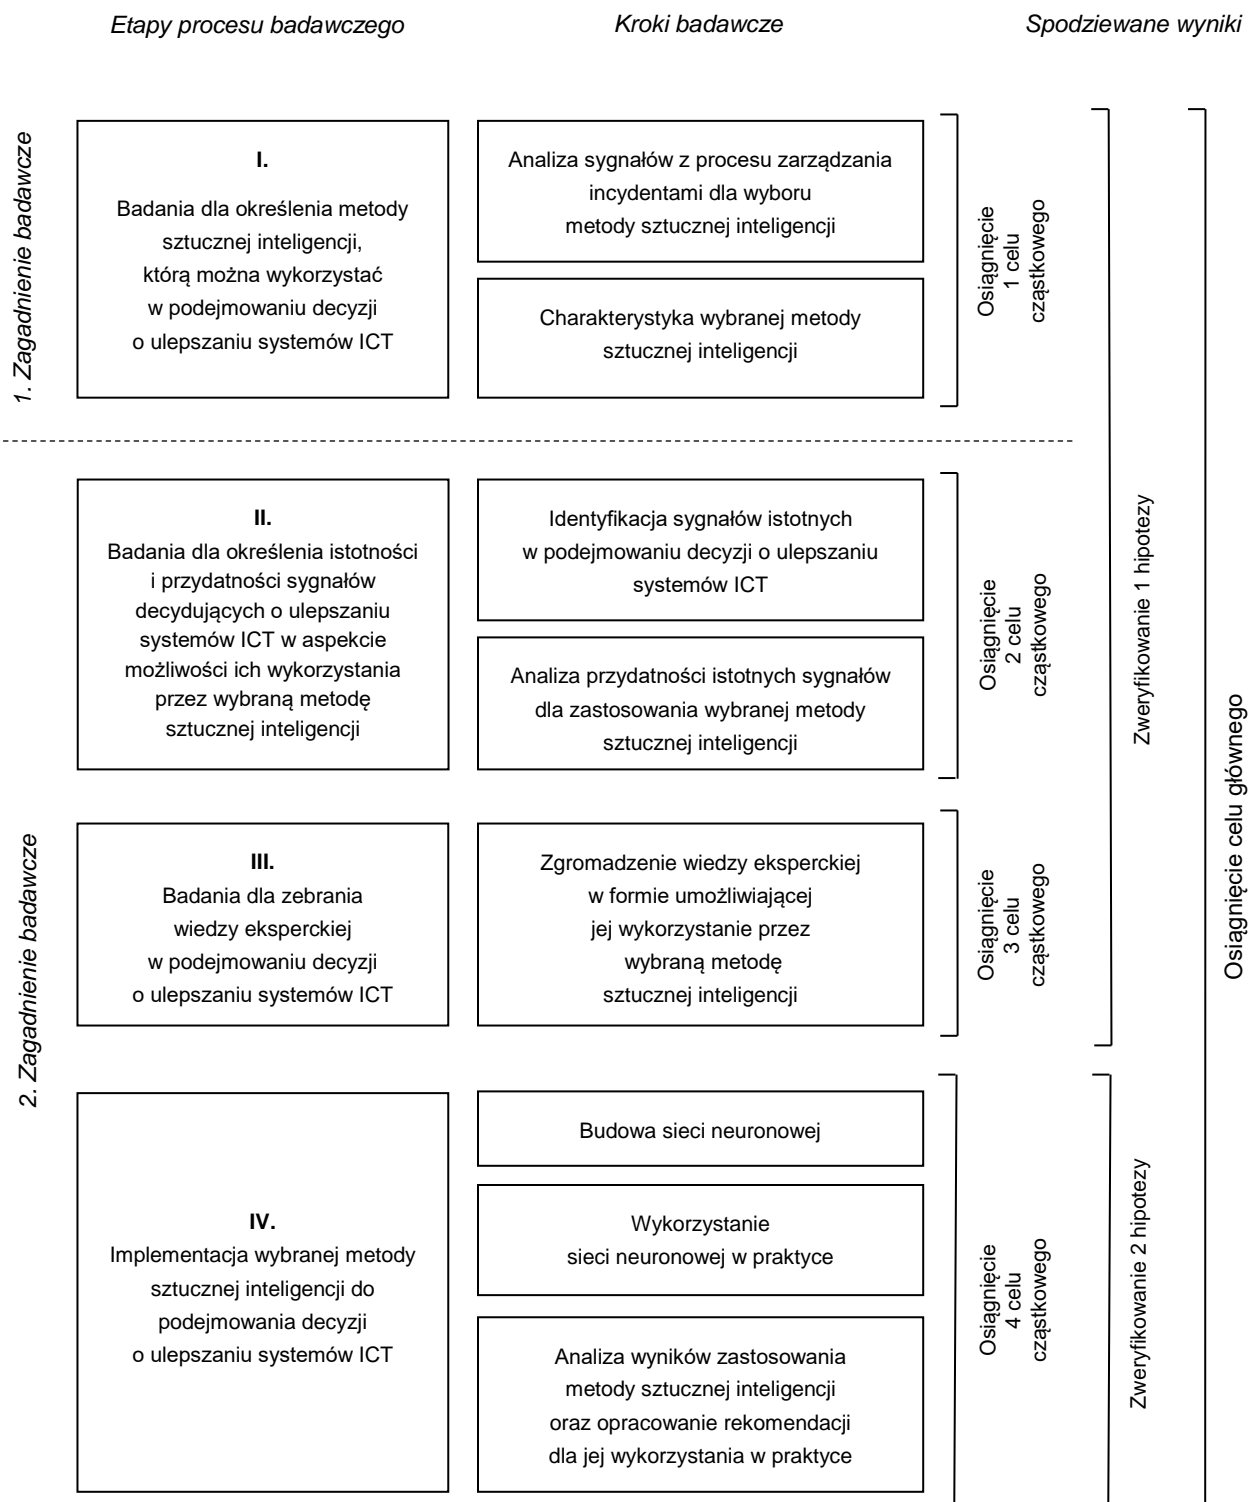 Etapy procesu badawczego
Kroki badawcze
Spodziewane wyniki
1. Zagadnienie badawcze
I.
Badania dla określenia metody
sztucznej inteligencji,
którą można wykorzystać
w podejmowaniu decyzji
o ulepszaniu systemów ICT
Analiza sygnałów z procesu zarządzania
incydentami dla wyboru
metody sztucznej inteligencji
Charakterystyka wybranej metody
sztucznej inteligencji
Osiągnięcie
1 celu
cząstkowego
2. Zagadnienie badawcze
II.
Badania dla określenia istotności
i przydatności sygnałów
decydujących o ulepszaniu
systemów ICT w aspekcie
możliwości ich wykorzystania
przez wybraną metodę
sztucznej inteligencji
Identyfikacja sygnałów istotnych
w podejmowaniu decyzji o ulepszaniu
systemów ICT
Analiza przydatności istotnych sygnałów
dla zastosowania wybranej metody
sztucznej inteligencji
Osiągnięcie
2 celu
cząstkowego
III.
Badania dla zebrania
wiedzy eksperckiej
w podejmowaniu decyzji
o ulepszaniu systemów ICT
Zgromadzenie wiedzy eksperckiej
w formie umożliwiającej
jej wykorzystanie przez
wybraną metodę
sztucznej inteligencji
Osiągnięcie
3 celu
cząstkowego
Zweryfikowanie 1 hipotezy
IV.
Implementacja wybranej metody
sztucznej inteligencji do
podejmowania decyzji
o ulepszaniu systemów ICT
Budowa sieci neuronowej
Wykorzystanie
sieci neuronowej w praktyce
Analiza wyników zastosowania
metody sztucznej inteligencji
oraz opracowanie rekomendacji
dla jej wykorzystania w praktyce
Osiągnięcie
4 celu
cząstkowego
Zweryfikowanie 2 hipotezy
Osiągnięcie celu głównego